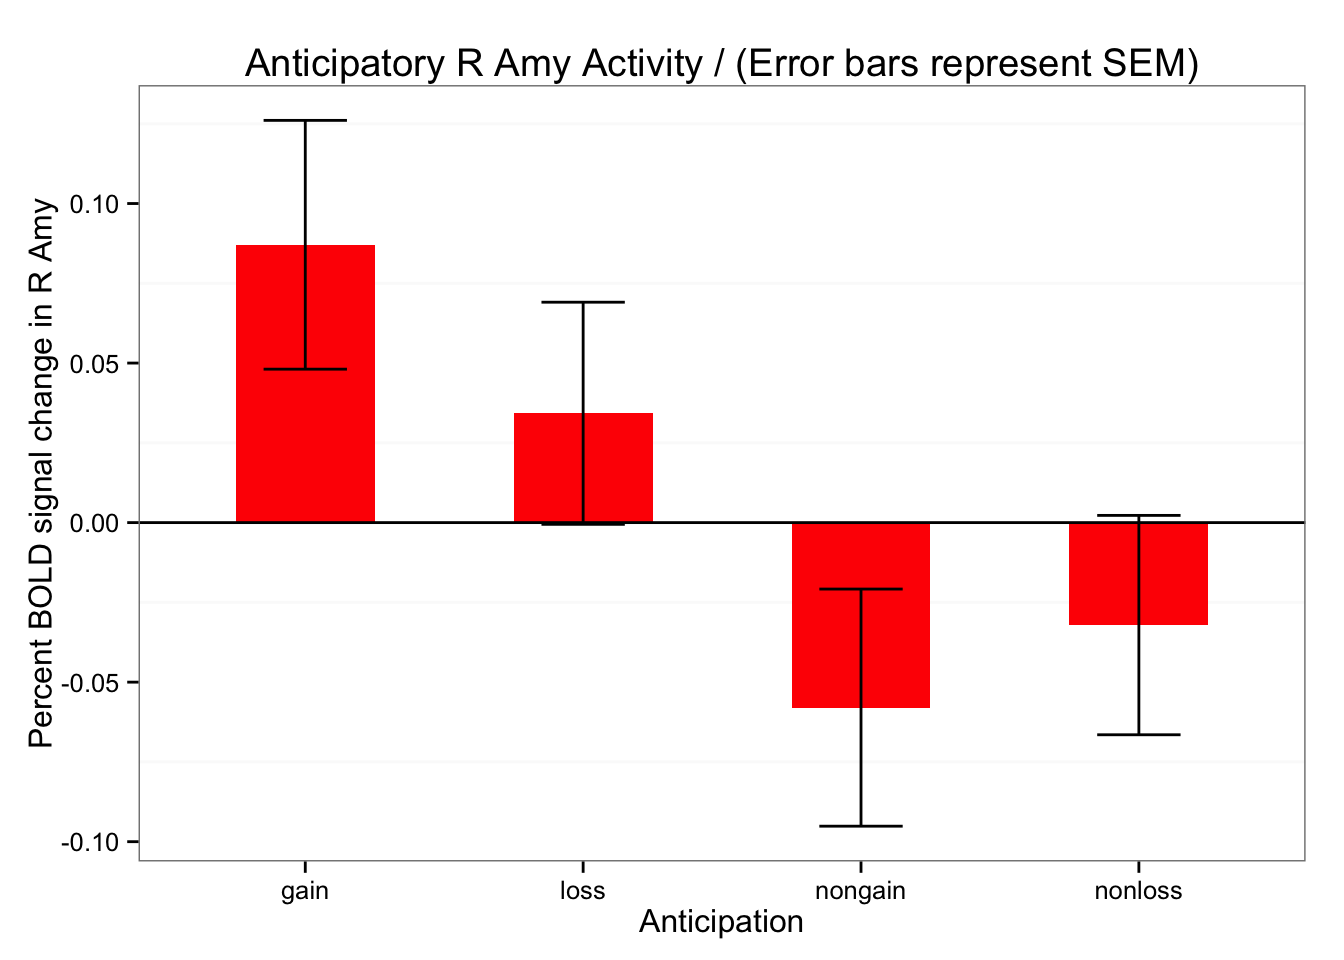 Anticipatory R Amy Activity / (Error bars represent SEM)
Percent BOLD signal change in R Amy
0.10
0.05
0.00
-0.05
-0.10
gain loss nongain nonloss
Anticipation